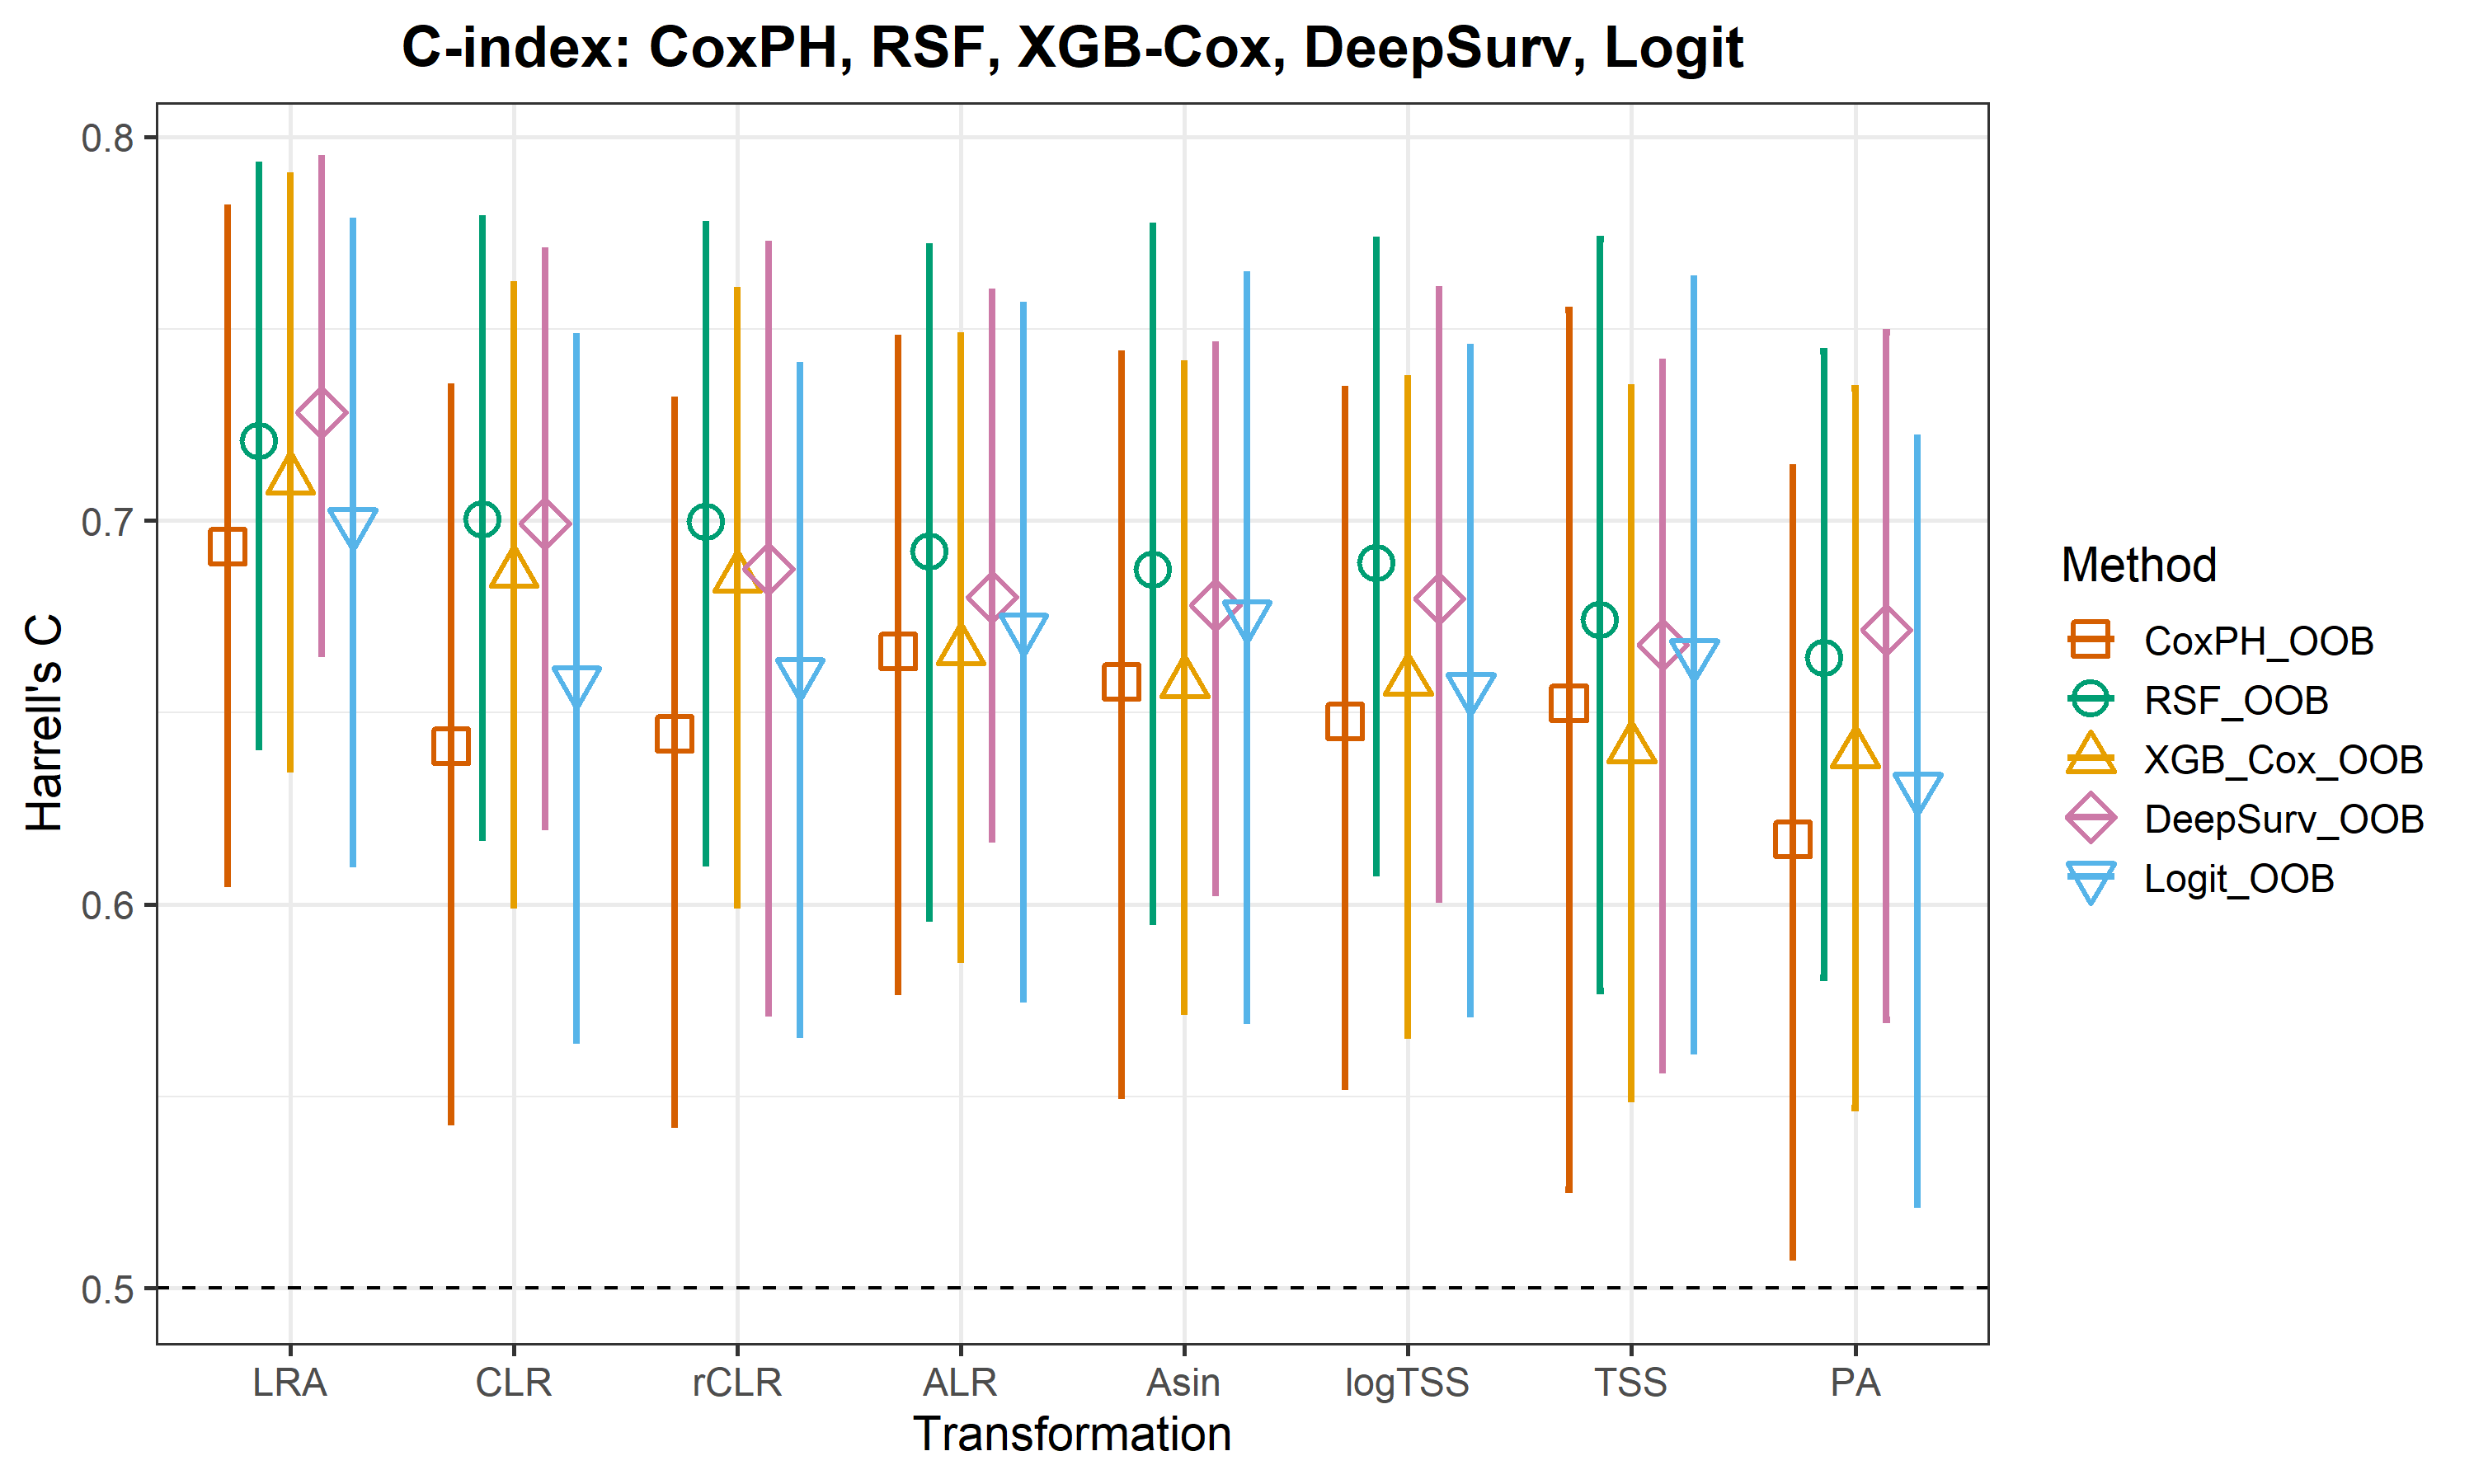 C-index: CoxPH, RSF, XGB-Cox, DeepSurv, Logit
Harrell's C
0.8
0.7
0.6
0.5
LRA CLR rCLR ALR Asin logTSS TSS PA
Transformation
Method
CoxPH_OOB
RSF_OOB
XGB_Cox_OOB
DeepSurv_OOB
Logit_OOB